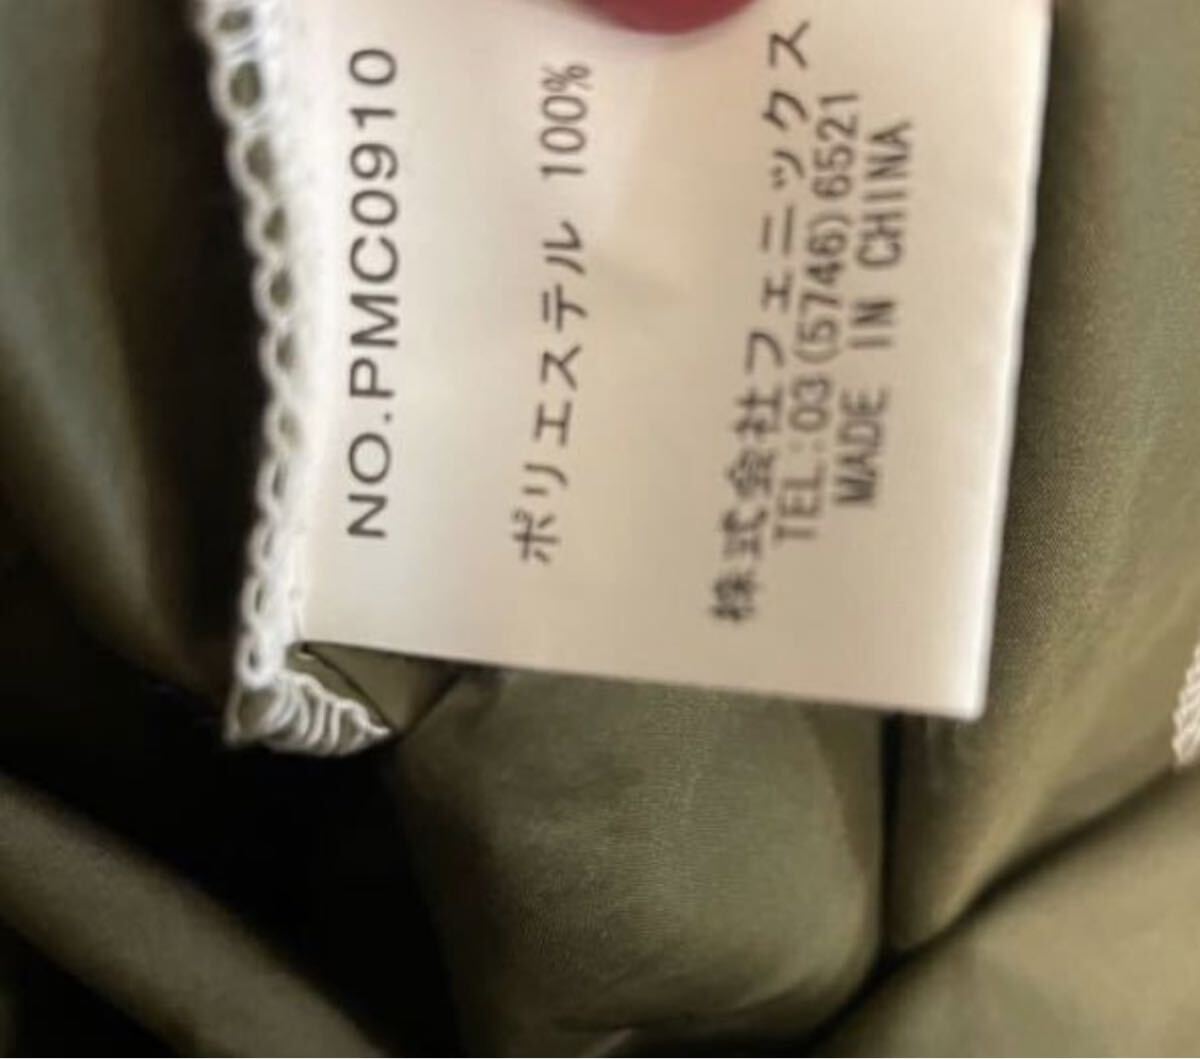 NO.PMC0910
ポリエステル 100%
株式会社フェニックス
TEL:03(5746)6521
MADE IN CHINA